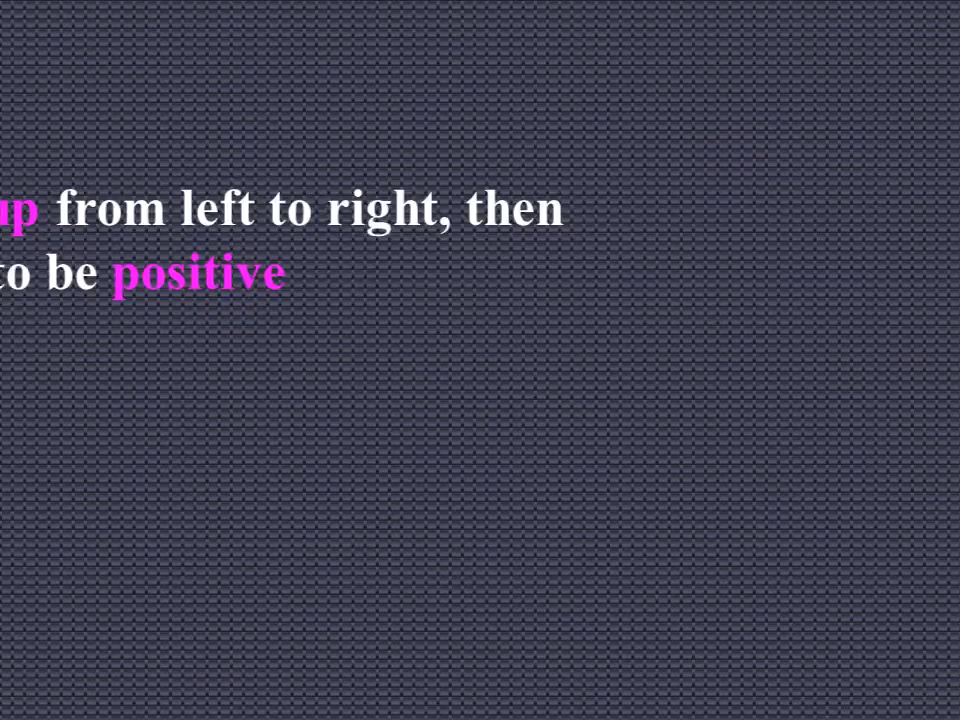 up from left to right, then
to be positive